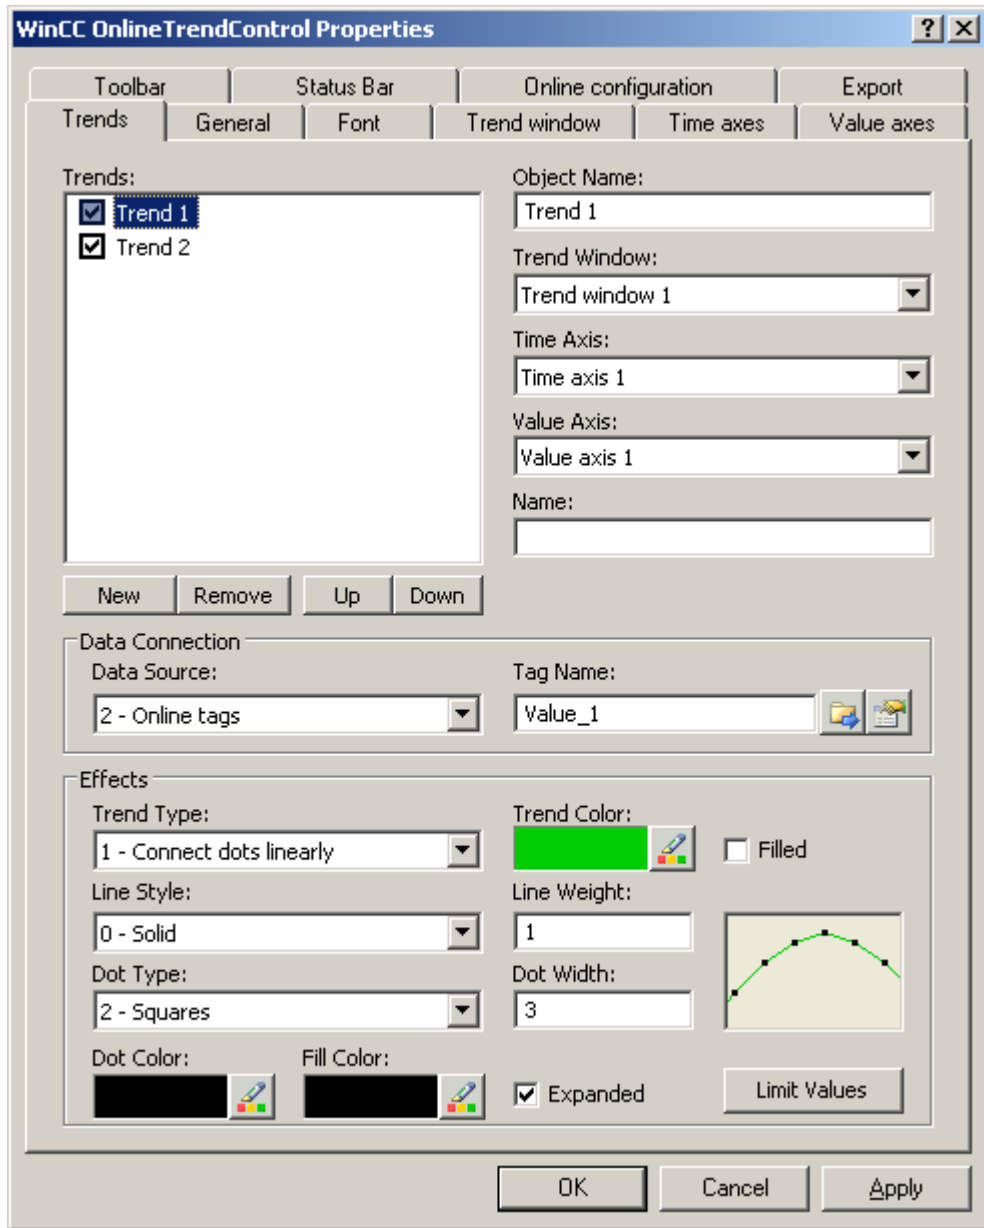 WinCC OnlineTrendControl Properties
Toolbar Status Bar Online configuration Export
Trends General Font Trend window Time axes Value axes
Trends:
Trend 1
Trend 2
New Remove Up Down
Object Name:
Trend 1
Trend Window:
Trend window 1
Time Axis:
Time axis 1
Value Axis:
Value axis 1
Name:
Data Connection
Data Source: Tag Name:
2 - Online tags Value_1
Effects
Trend Type: Trend Color:
1 - Connect dots linearly Filled
Line Style: Line Weight:
0 - Solid 1
Dot Type: Dot Width:
2 - Squares 3
Dot Color: Fill Color:
Expanded Limit Values
OK Cancel Apply